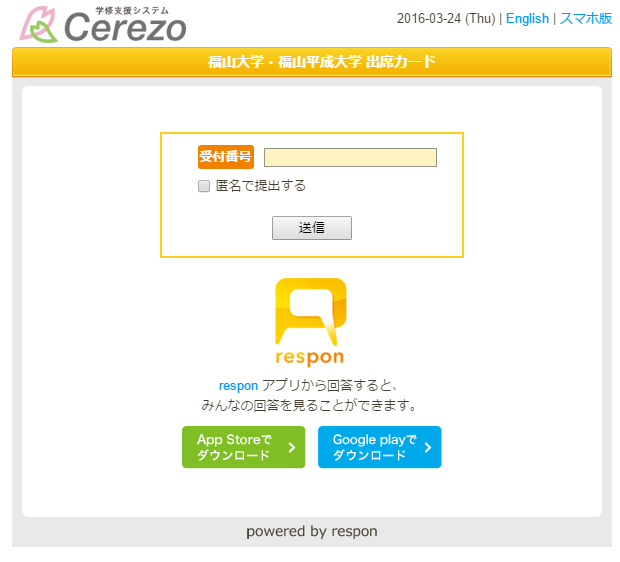 学修支援システム
Cerezo
2016-03-24 (Thu) | English | スマホ版
福山大学・福山平成大学 出席カード
受付番号
匿名で提出する
送信
respon
respon アプリから回答すると、
みんなの回答を見ることができます。
App Storeで
ダウンロード
Google playで
ダウンロード
powered by respon